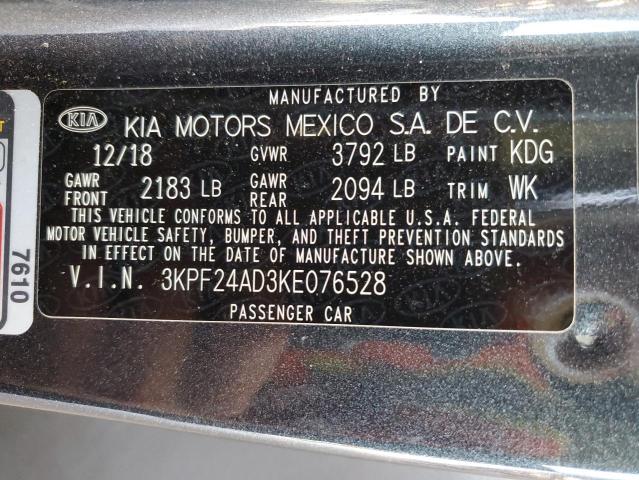 MANUFACTURED BY
KIA KIA MOTORS MEXICO S.A. DE C.V.
12/18 GVWR 3792 LB PAINT KDG
GAWR FRONT 2183 LB GAWR REAR 2094 LB TRIM WK
THIS VEHICLE CONFORMS TO ALL APPLICABLE U.S.A. FEDERAL
MOTOR VEHICLE SAFETY, BUMPER, AND THEFT PREVENTION STANDARDS
IN EFFECT ON THE DATE OF MANUFACTURE SHOWN ABOVE.
V.I.N. 3KPF24AD3KE076528
PASSENGER CAR
7610